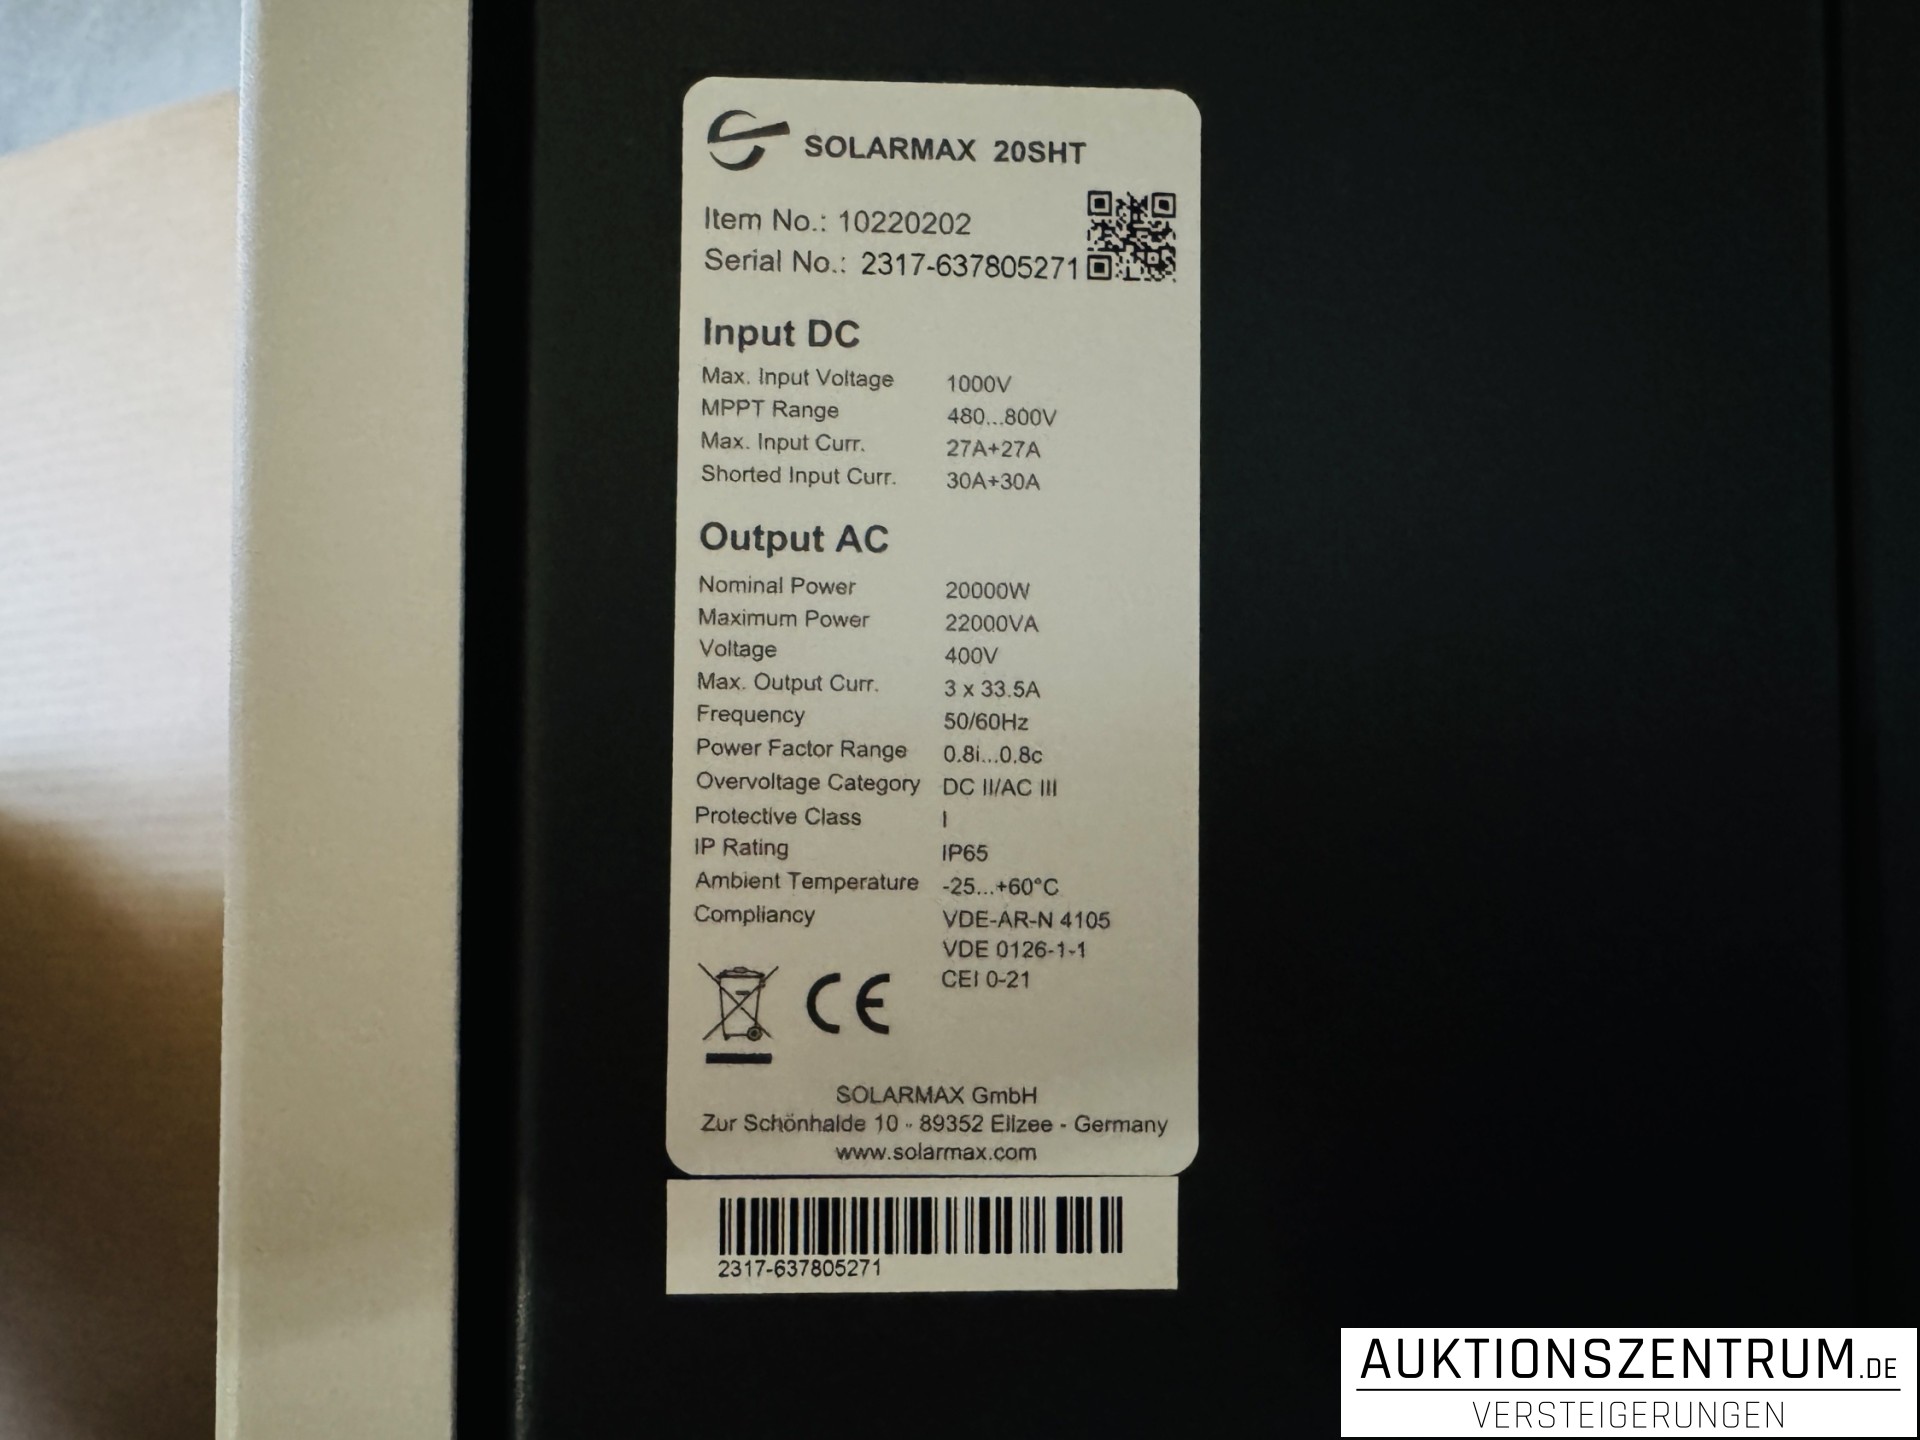 SOLARMAX 20SHT
Item No.: 10220202
Serial No.: 2317-637805271
Input DC
Max. Input Voltage 1000V
MPPT Range 480...800V
Max. Input Curr. 27A+27A
Shorted Input Curr. 30A+30A
Output AC
Nominal Power 20000W
Maximum Power 22000VA
Voltage 400V
Max. Output Curr. 3 x 33.5A
Frequency 50/60Hz
Power Factor Range 0.8i...0.8c
Overvoltage Category DC II/AC III
Protective Class I
IP Rating IP65
Ambient Temperature -25...+60°C
Compliancy VDE-AR-N 4105
VDE 0126-1-1
CEI 0-21
CE
SOLARMAX GmbH
Zur Schönhalde 10 - 89352 Ellzee - Germany
www.solarmax.com
2317-637805271
AUKTIONSZENTRUM.DE
VERSTEIGERUNGEN